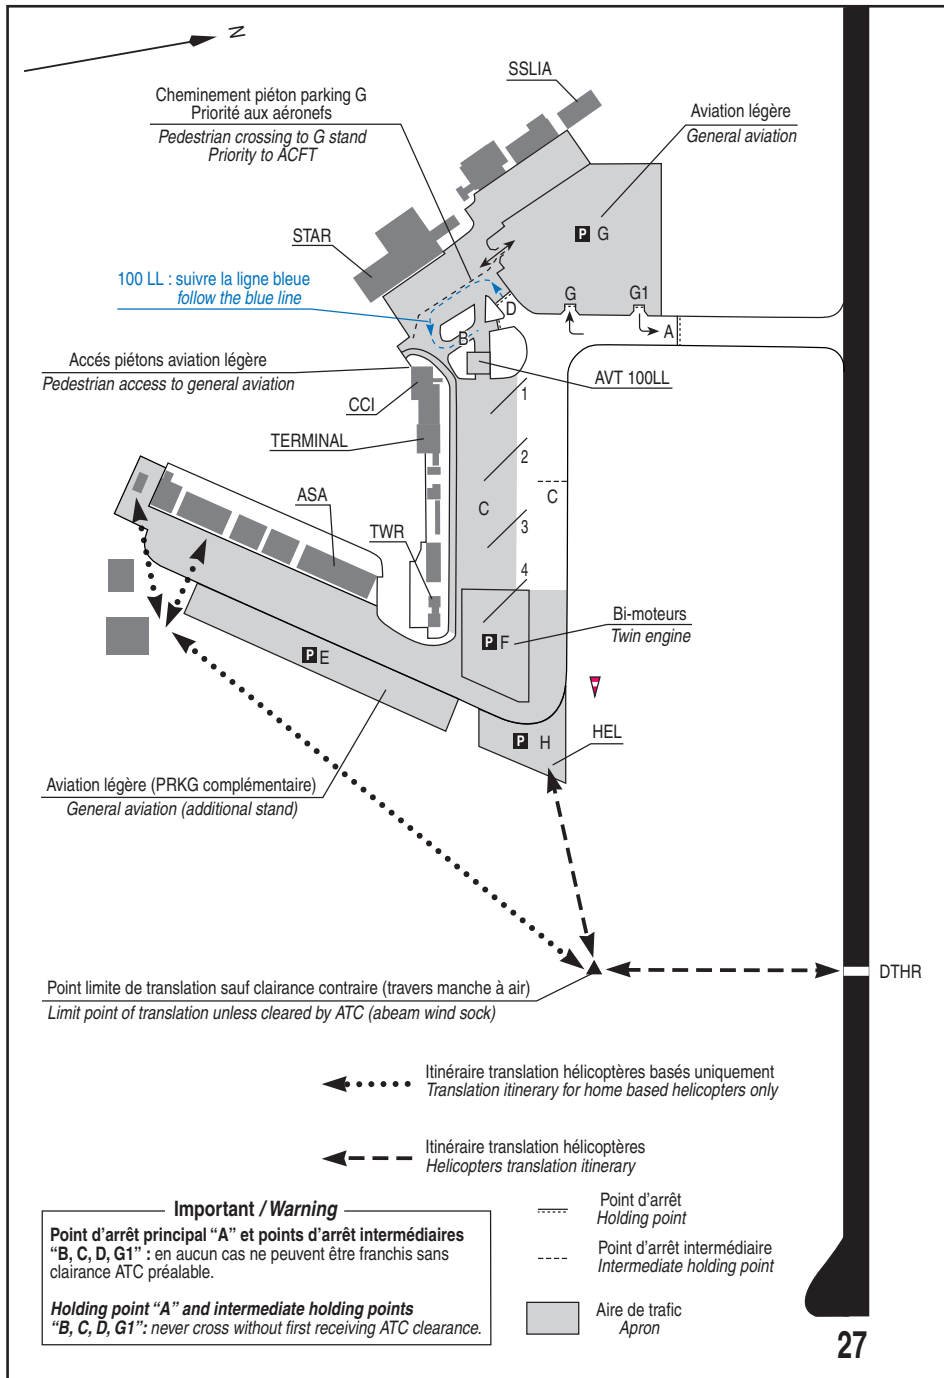 N
SSLIA
Cheminement piéton parking G
Priorité aux aéronefs
Pedestrian crossing to G stand
Priority to ACFT
Aviation légère
General aviation
STAR
P G
100 LL : suivre la ligne bleue
follow the blue line
G
G1
D
B
A
Accés piétons aviation légère
Pedestrian access to general aviation
AVT 100LL
CCI
1
TERMINAL
2
ASA
C
C
TWR
3
4
Bi-moteurs
Twin engine
P F
P E
HEL
P H
Aviation légère (PRKG complémentaire)
General aviation (additional stand)
DTHR
Point limite de translation sauf clairance contraire (travers manche à air)
Limit point of translation unless cleared by ATC (abeam wind sock)
Itinéraire translation hélicoptères basés uniquement
Translation itinerary for home based helicopters only
Itinéraire translation hélicoptères
Helicopters translation itinerary
Important / Warning
Point d'arrêt principal “A” et points d'arrêt intermédiaires
“B, C, D, G1” : en aucun cas ne peuvent être franchis sans
clairance ATC préalable.
Holding point “A” and intermediate holding points
“B, C, D, G1”: never cross without first receiving ATC clearance.
Point d'arrêt
Holding point
Point d'arrêt intermédiaire
Intermediate holding point
Aire de trafic
Apron
27